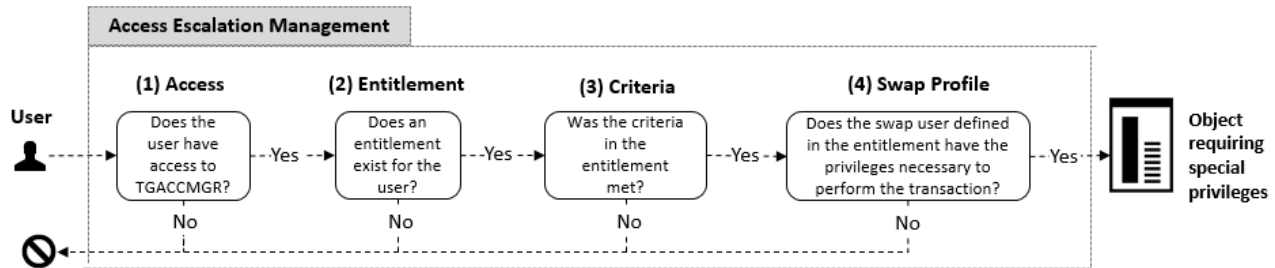 Access Escalation Management
(1) Access
(2) Entitlement
(3) Criteria
(4) Swap Profile
User
Does the
user have
access to
TGACCMGR?
Yes
Does an
entitlement
exist for the
user?
Yes
Was the criteria
in the
entitlement
met?
Yes
Does the swap user defined
in the entitlement have the
privileges necessary to
perform the transaction?
Yes
Object
requiring
special
privileges
No
No
No
No